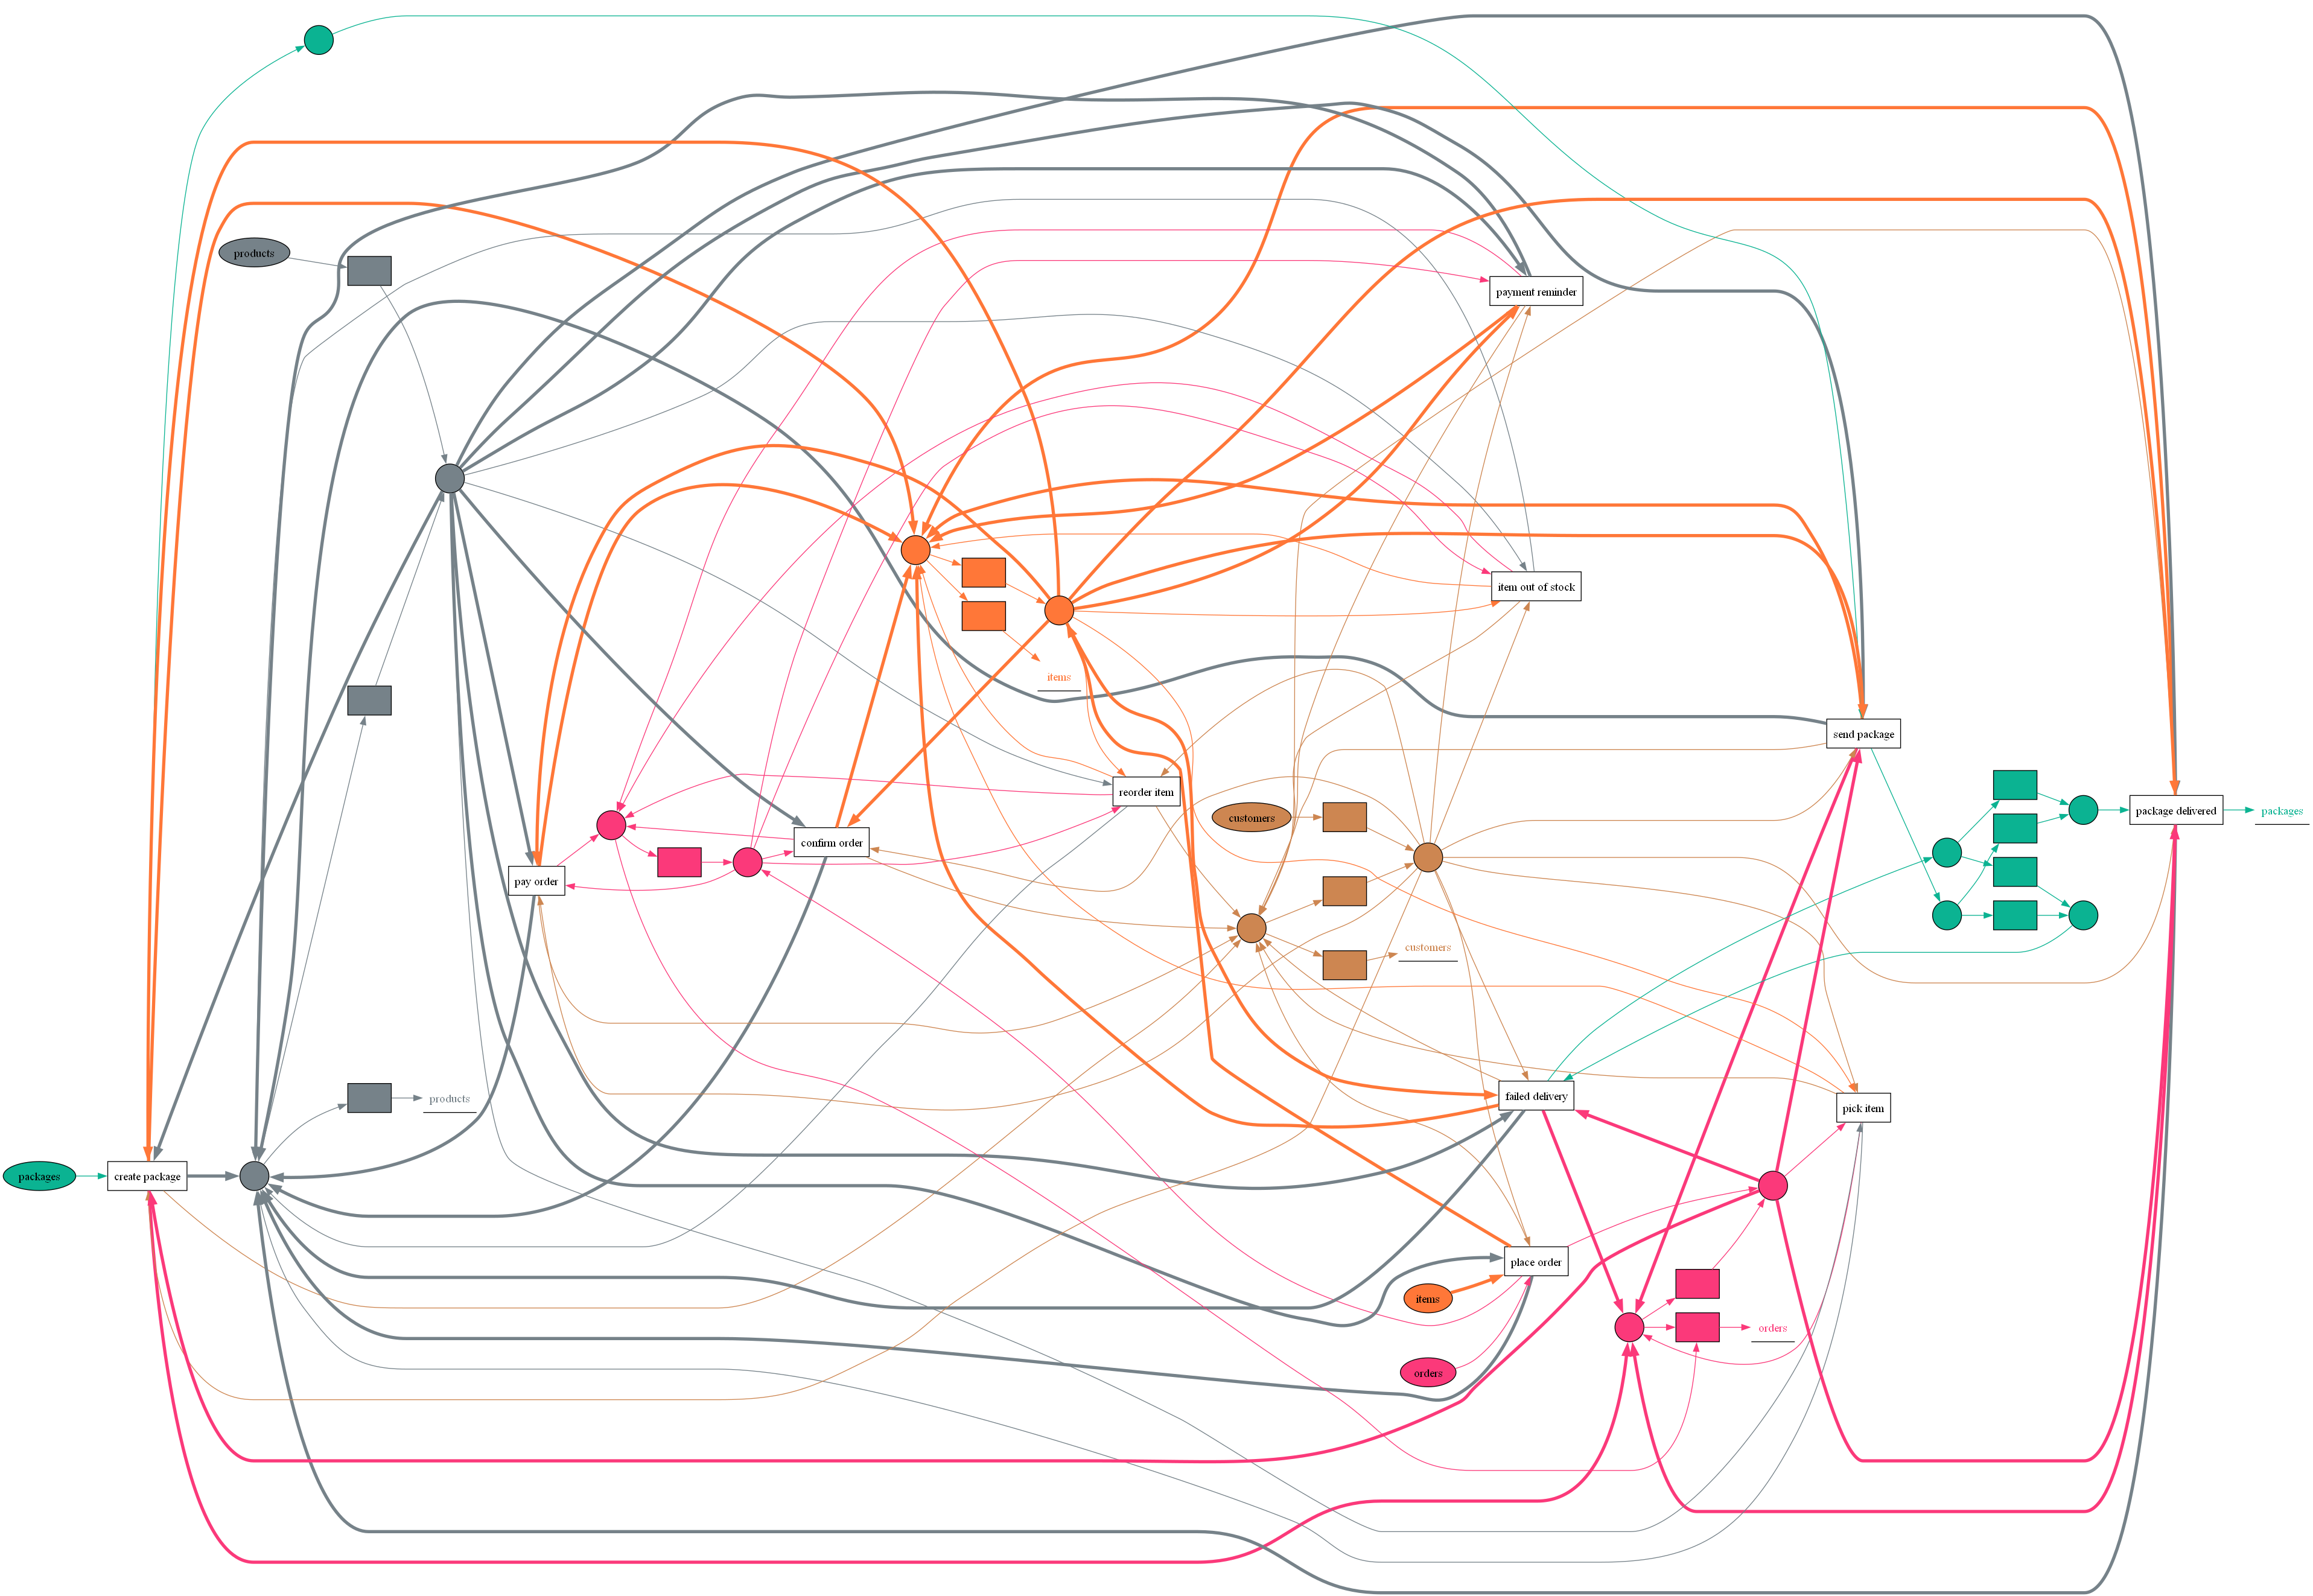 products
payment reminder
item out of stock
items
send package
reorder item
package delivered
packages
customers
confirm order
pay order
customers
failed delivery
products
pick item
create package
packages
place order
items
orders
orders